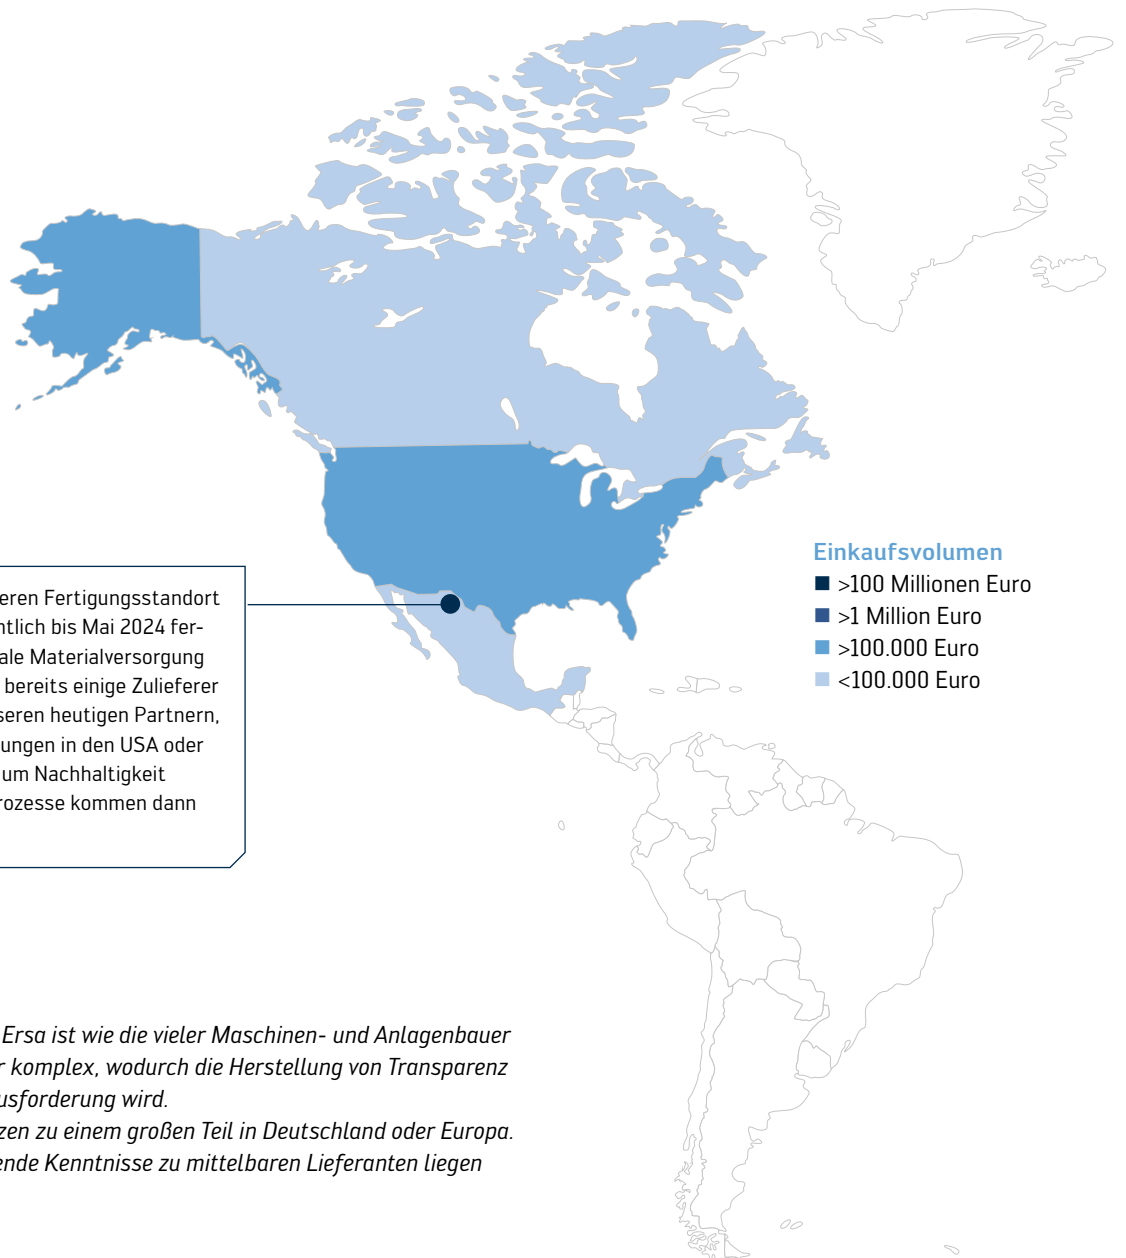 Einkaufsvolumen
>100 Millionen Euro
>1 Million Euro
>100.000 Euro
<100.000 Euro
eren Fertigungsstandort
ntlich bis Mai 2024 fer-
ale Materialversorgung
bereits einige Zulieferer
seren heutigen Partnern,
ungen in den USA oder
um Nachhaltigkeit
rozesse kommen dann
Ersa ist wie die vieler Maschinen- und Anlagenbauer
r komplex, wodurch die Herstellung von Transparenz
usforderung wird.
zen zu einem großen Teil in Deutschland oder Europa.
ende Kenntnisse zu mittelbaren Lieferanten liegen